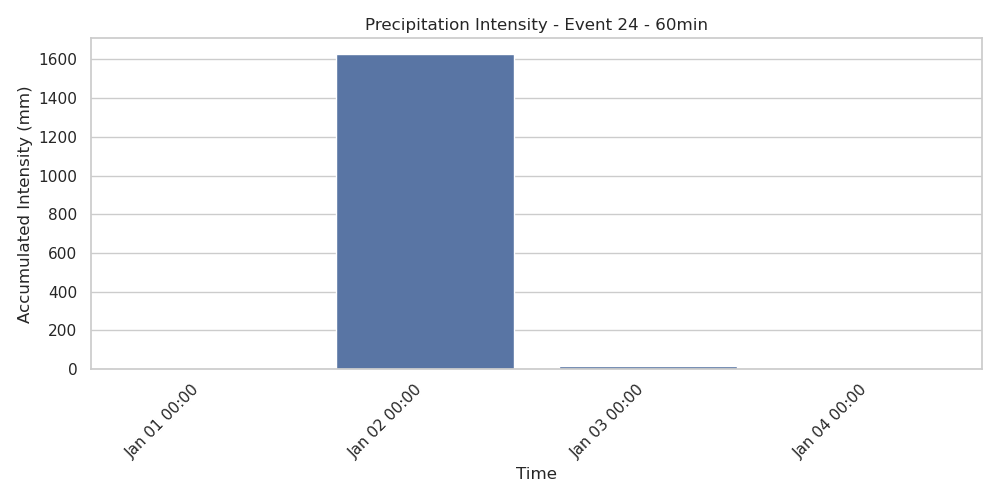 Precipitation Intensity - Event 24 - 60min
Accumulated Intensity (mm)
1600
1400
1200
1000
800
600
400
200
0
Jan 01 00:00
Jan 02 00:00
Jan 03 00:00
Jan 04 00:00
Time